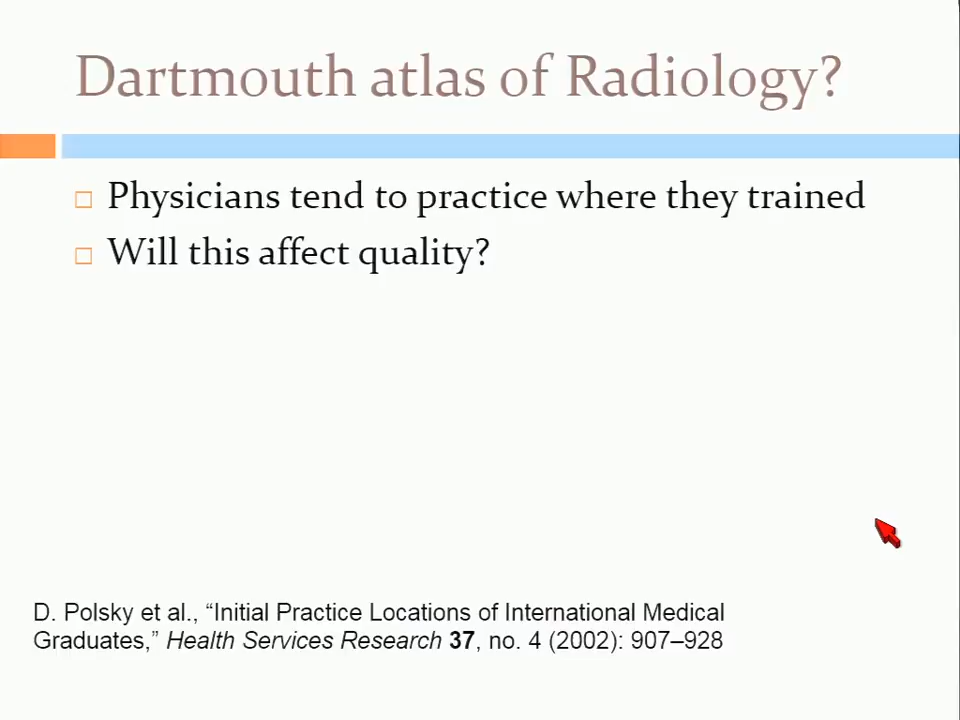 Dartmouth atlas of Radiology?
Physicians tend to practice where they trained
Will this affect quality?
D. Polsky et al., “Initial Practice Locations of International Medical
Graduates,” Health Services Research 37, no. 4 (2002): 907–928